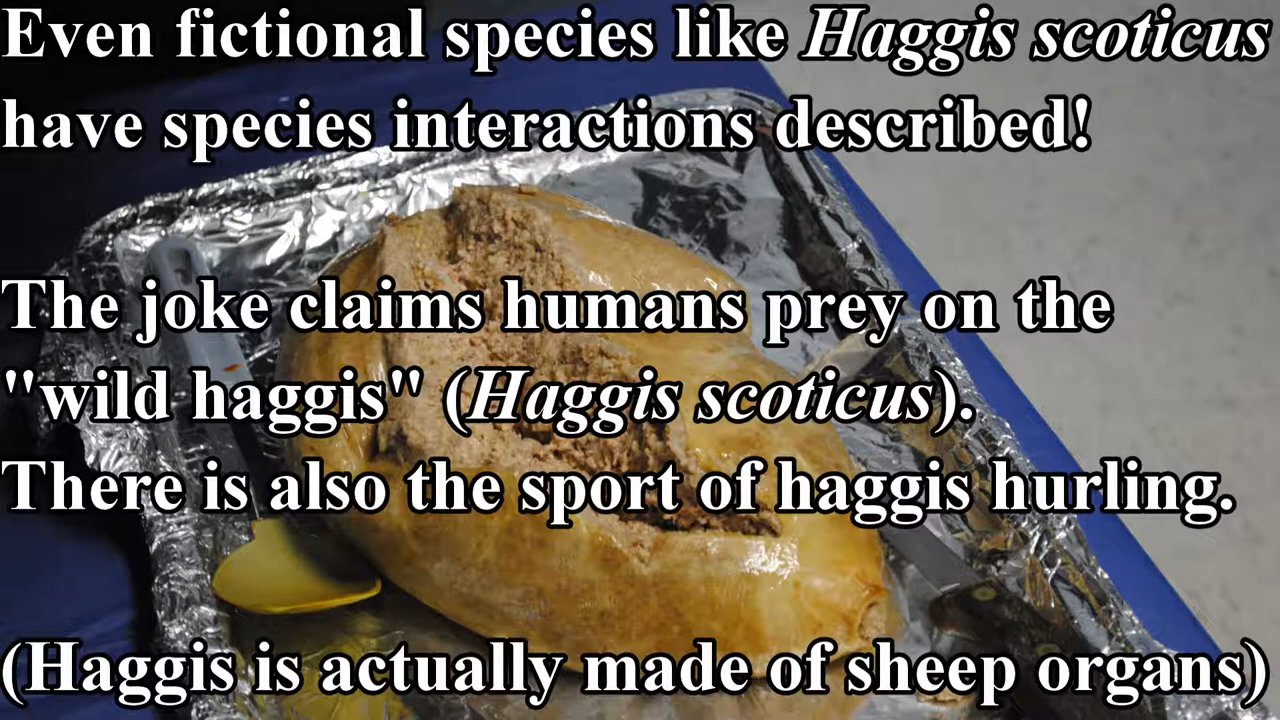 Even fictional species like Haggis scoticus
have species interactions described!
The joke claims humans prey on the
"wild haggis" (Haggis scoticus).
There is also the sport of haggis hurling.
(Haggis is actually made of sheep organs)